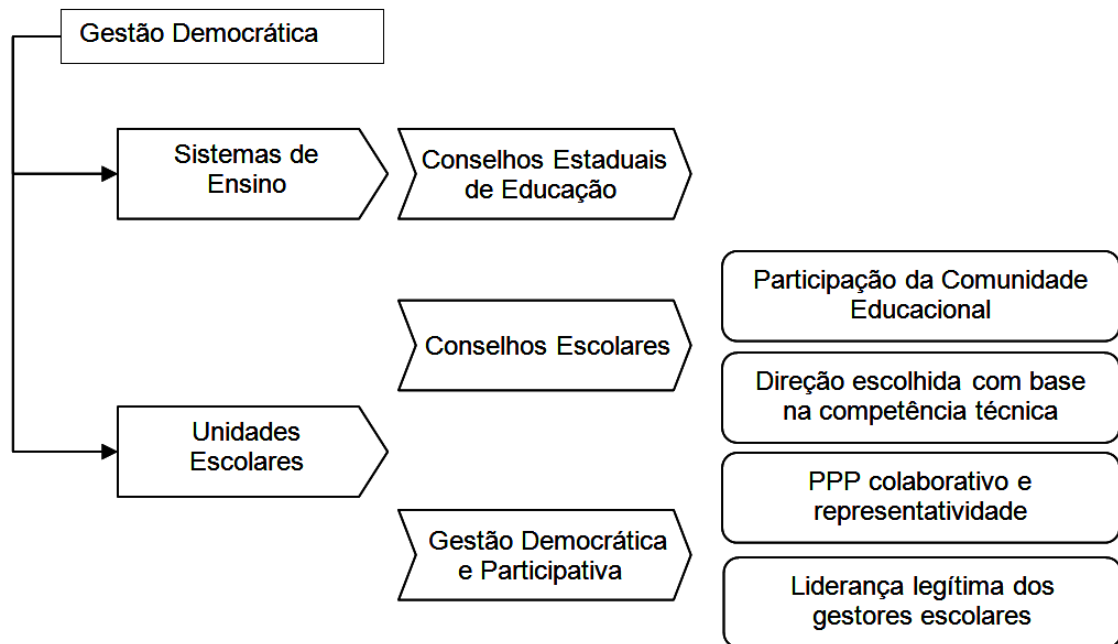 Gestão Democrática
Sistemas de
Ensino
Conselhos Estaduais
de Educação
Participação da Comunidade
Educacional
Conselhos Escolares
Direção escolhida com base
na competência técnica
Unidades
Escolares
PPP colaborativo e
representatividade
Gestão Democrática
e Participativa
Liderança legítima dos
gestores escolares